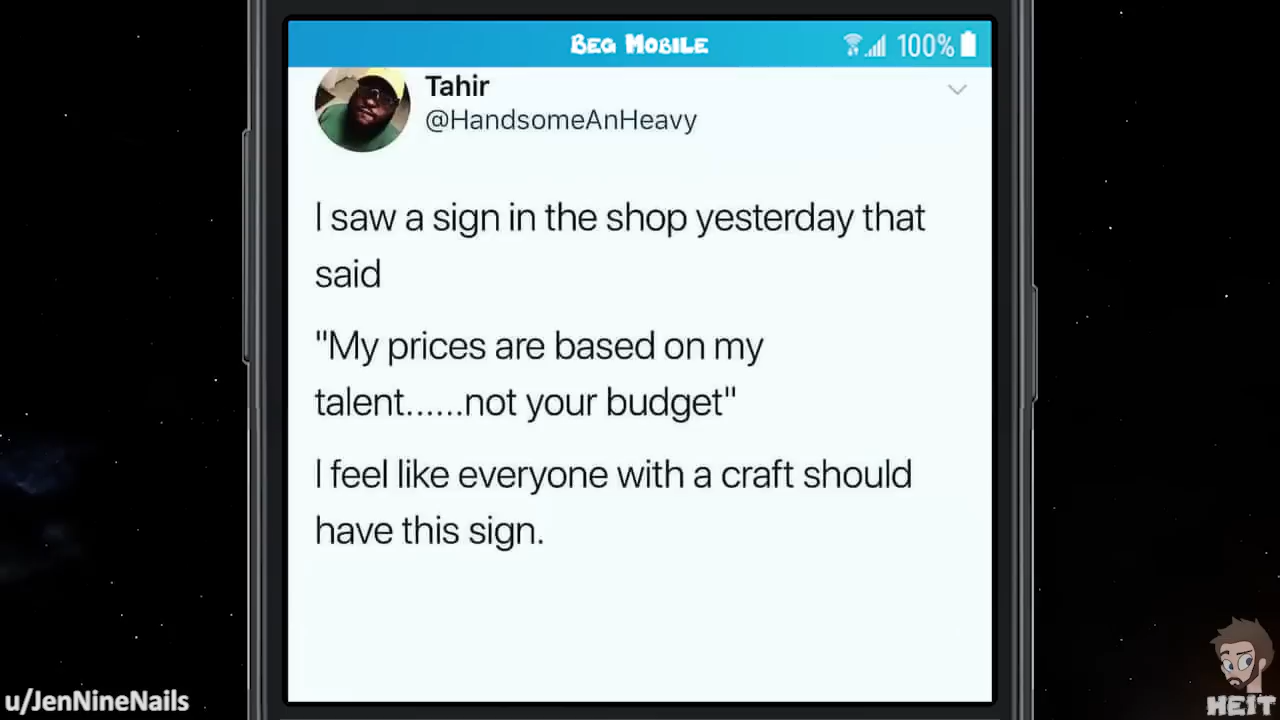 BEG MOBILE
100%
Tahir
@HandsomeAnHeavy
I saw a sign in the shop yesterday that
said
"My prices are based on my
talent......not your budget"
I feel like everyone with a craft should
have this sign.
u/JenNineNails
HEIT